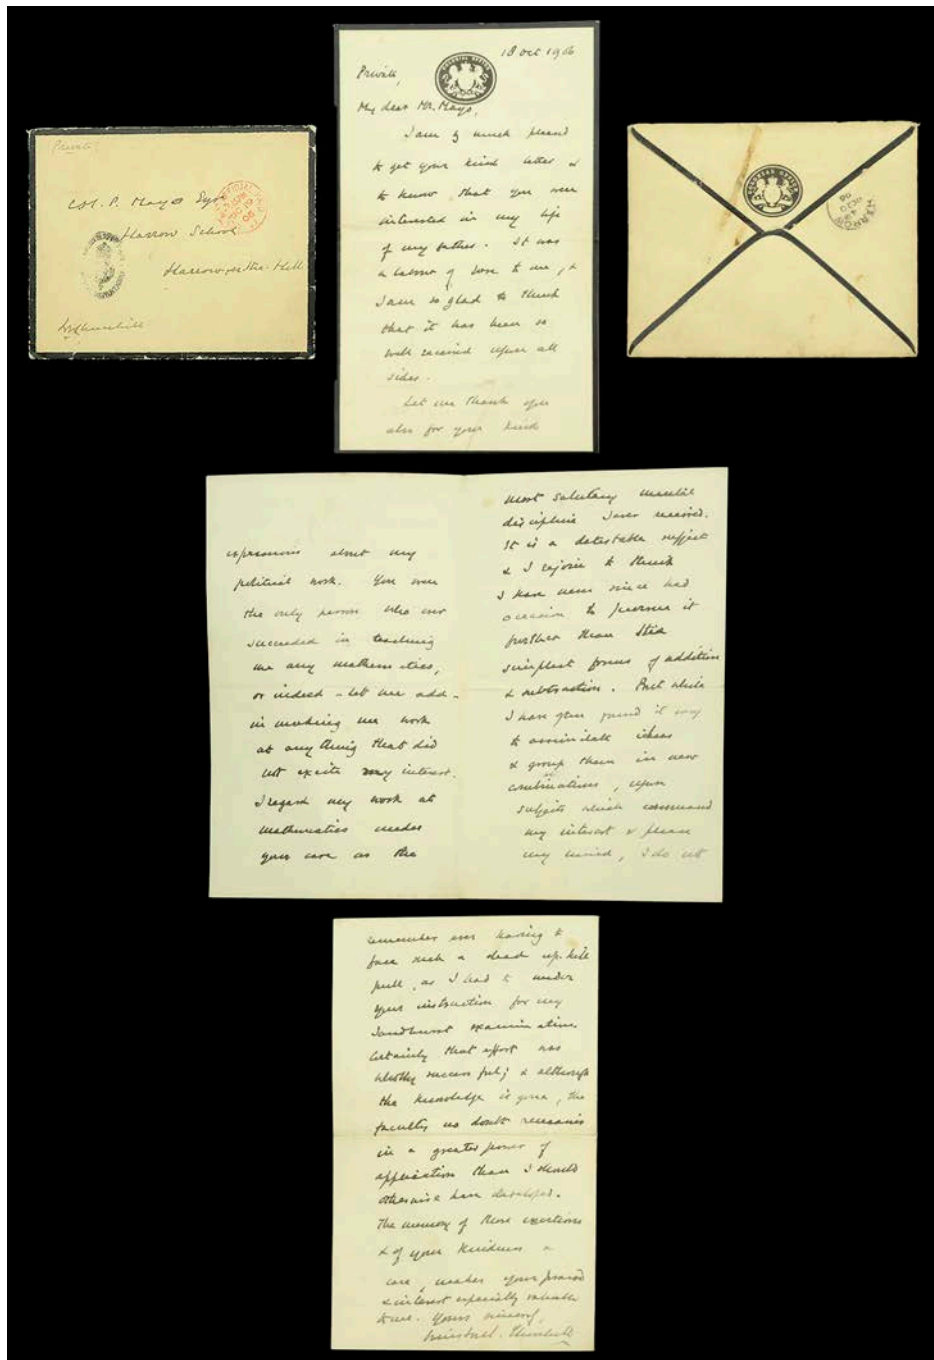 Private
C.H.P. Mayo Esqre
Harrow School
Harrow-on-the-Hill
WSChurchill
OFFICIAL PAID
COLONIAL OFFICE
18 Oct 1906
Private,
My dear Mr. Mayo,
I am much pleased
to get your kind letter &
to know that you were
interested in my life
of my father. It was
a labour of love to me, &
I am so glad to think
that it has been so
well received upon all
sides.
Let me thank you
also for your kind
COLONIAL OFFICE
HARROW
expressions about my
political work. You were
the only person who ever
succeeded in teaching
me any mathematics,
or indeed - let me add -
in making me work
at anything that did
not excite my interest.
I regard my work at
mathematics under
your care as the
most salutary mental
discipline I ever received.
It is a detestable subject
& I rejoice to think
I have never since had
occasion to pursue it
further than the
simplest forms of addition
& subtraction. But while
I have often found it easy
to assimilate ideas
& group them in new
combinations, upon
subjects which command
my interest & please
my mind, I do not
remember ever having to
face such a dead up-hill
pull, as I had to under
your instruction for my
Sandhurst examination.
Certainly that effort was
wholly successful; & although
the knowledge is gone, the
faculty no doubt remains
in a greater power of
application than I should
otherwise have developed.
The memory of those exertions
& of your kindness &
care, makes your
& interest especially valuable
to me. Yours sincerely,
Winston S. Churchill